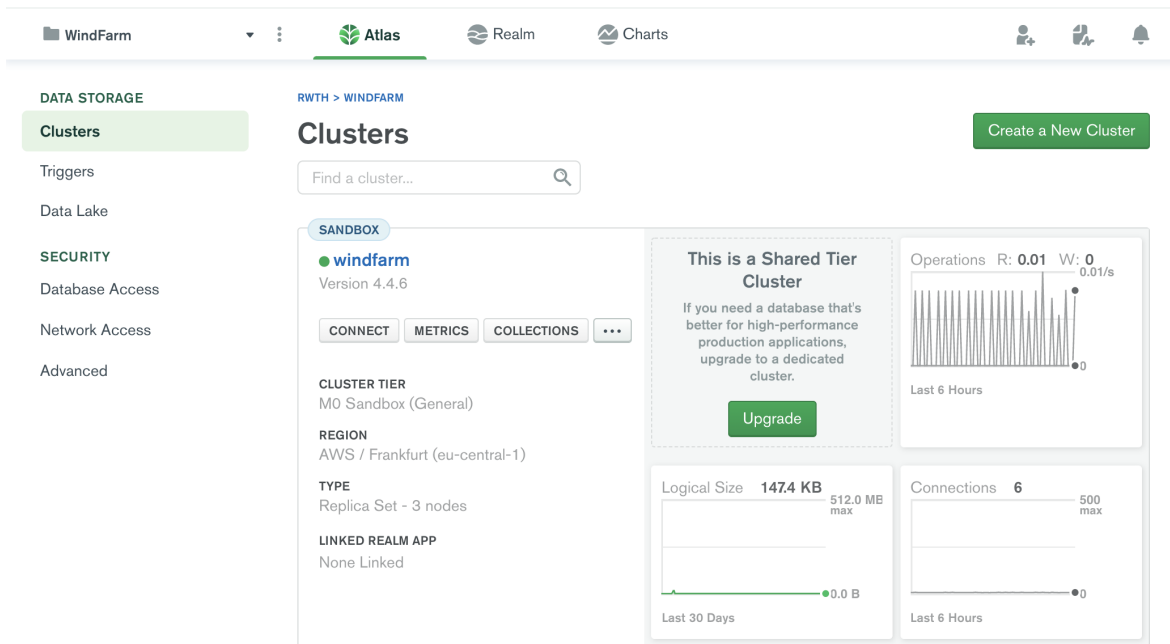 WindFarm
Atlas
Realm
Charts
DATA STORAGE
Clusters
Triggers
Data Lake
SECURITY
Database Access
Network Access
Advanced
RWTH > WINDFARM
Clusters
Create a New Cluster
Find a cluster...
SANDBOX
windfarm
Version 4.4.6
CONNECT
METRICS
COLLECTIONS
CLUSTER TIER
M0 Sandbox (General)
REGION
AWS / Frankfurt (eu-central-1)
TYPE
Replica Set - 3 nodes
LINKED REALM APP
None Linked
This is a Shared Tier
Cluster
If you need a database that's
better for high-performance
production applications,
upgrade to a dedicated
cluster.
Upgrade
Operations R: 0.01 W: 0
0.01/s
0
Last 6 Hours
Logical Size 147.4 KB
512.0 MB
max
0.0 B
Last 30 Days
Connections 6
500
max
0
Last 6 Hours